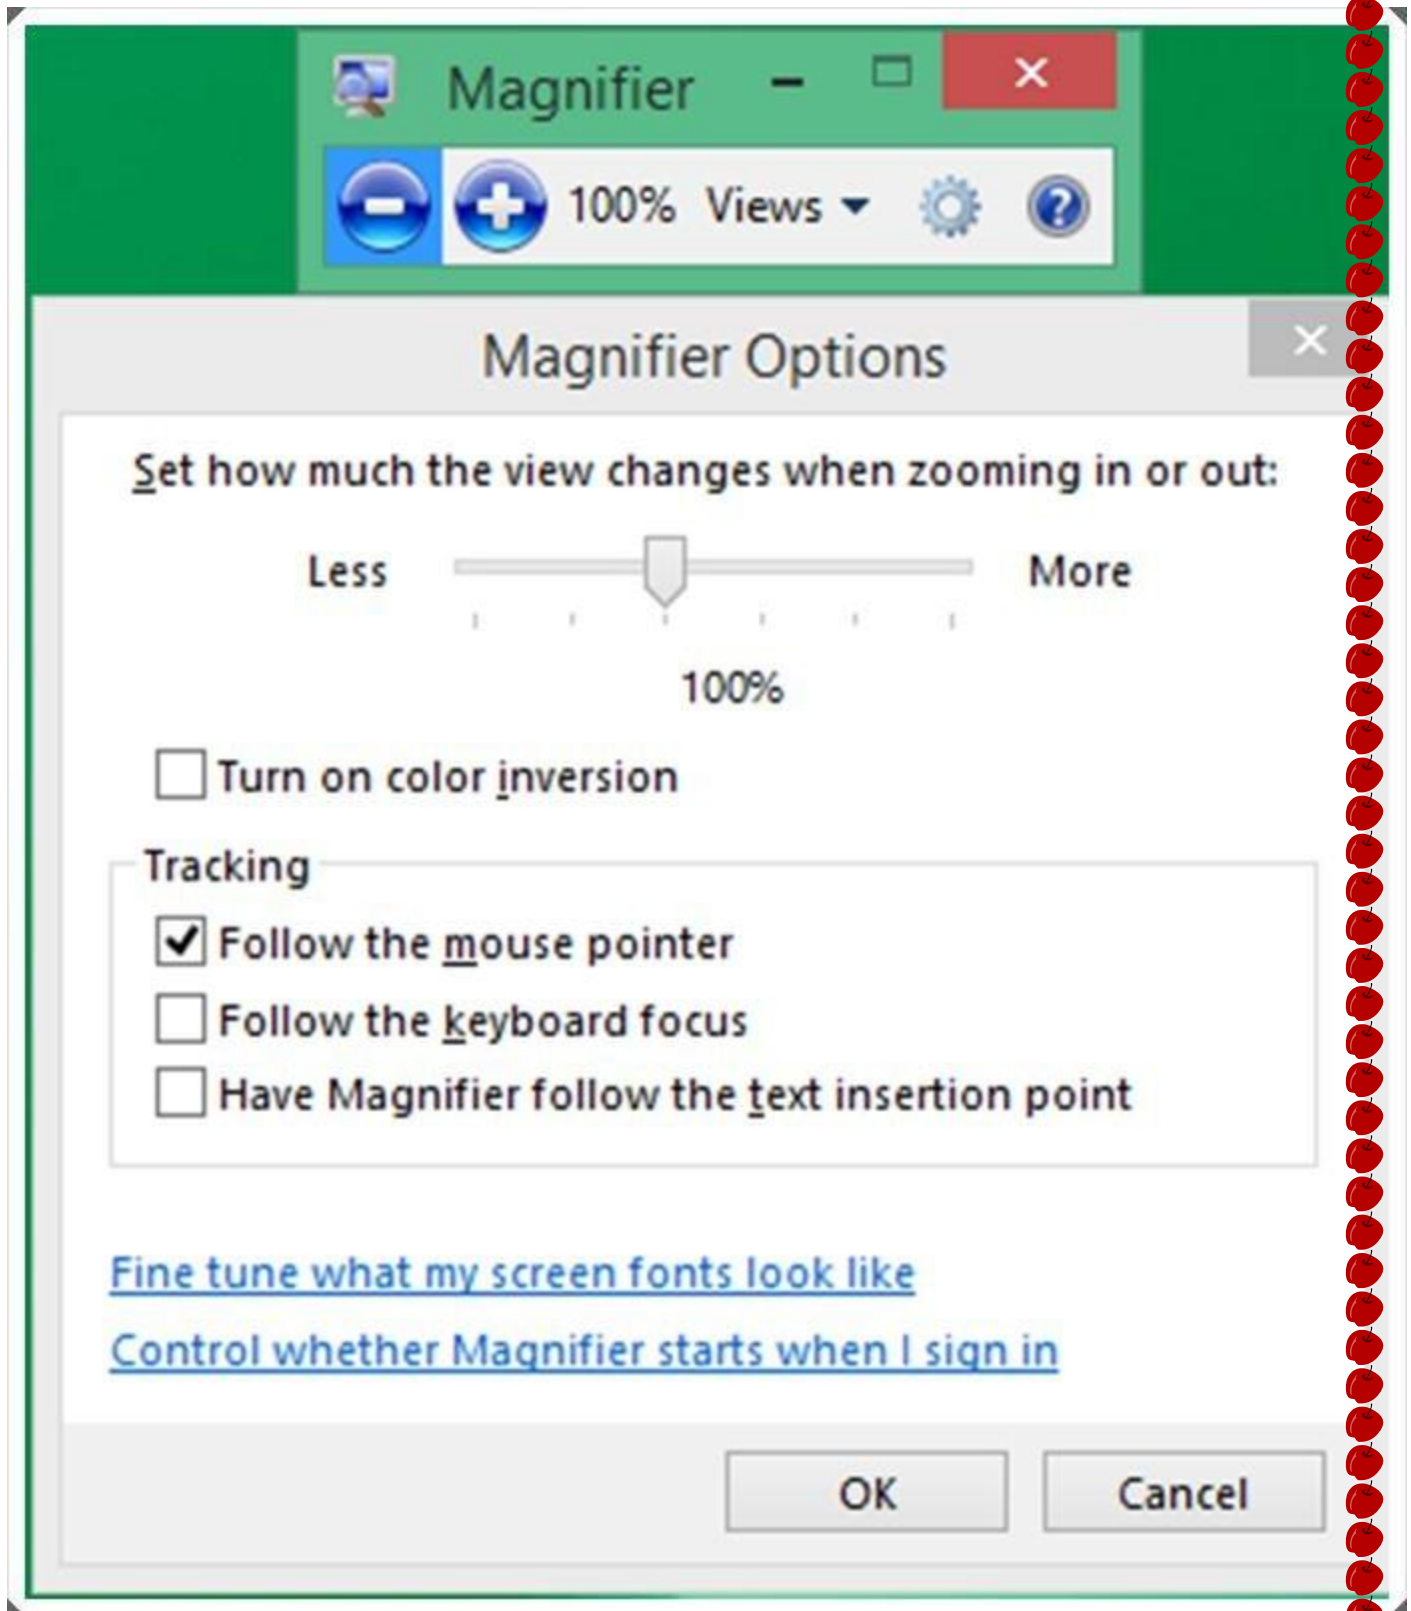 Magnifier
100% Views
Magnifier Options
Set how much the view changes when zooming in or out:
Less More
100%
Turn on color inversion
Tracking
Follow the mouse pointer
Follow the keyboard focus
Have Magnifier follow the text insertion point
Fine tune what my screen fonts look like
Control whether Magnifier starts when I sign in
OK Cancel